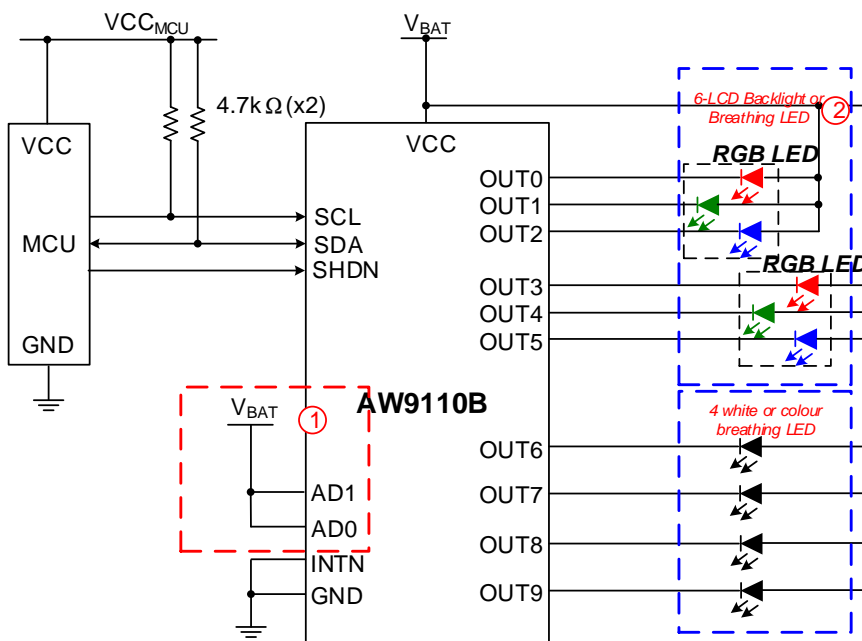 VCCMCU
VBAT
4.7kΩ(x2)
6-LCD Backlight or
Breathing LED
2
VCC
VCC
RGB LED
OUT0
OUT1
OUT2
SCL
MCU
SDA
SHDN
RGB LED
OUT3
OUT4
OUT5
GND
VBAT
1
AW9110B
4 white or colour
breathing LED
OUT6
AD1
OUT7
AD0
OUT8
INTN
GND
OUT9